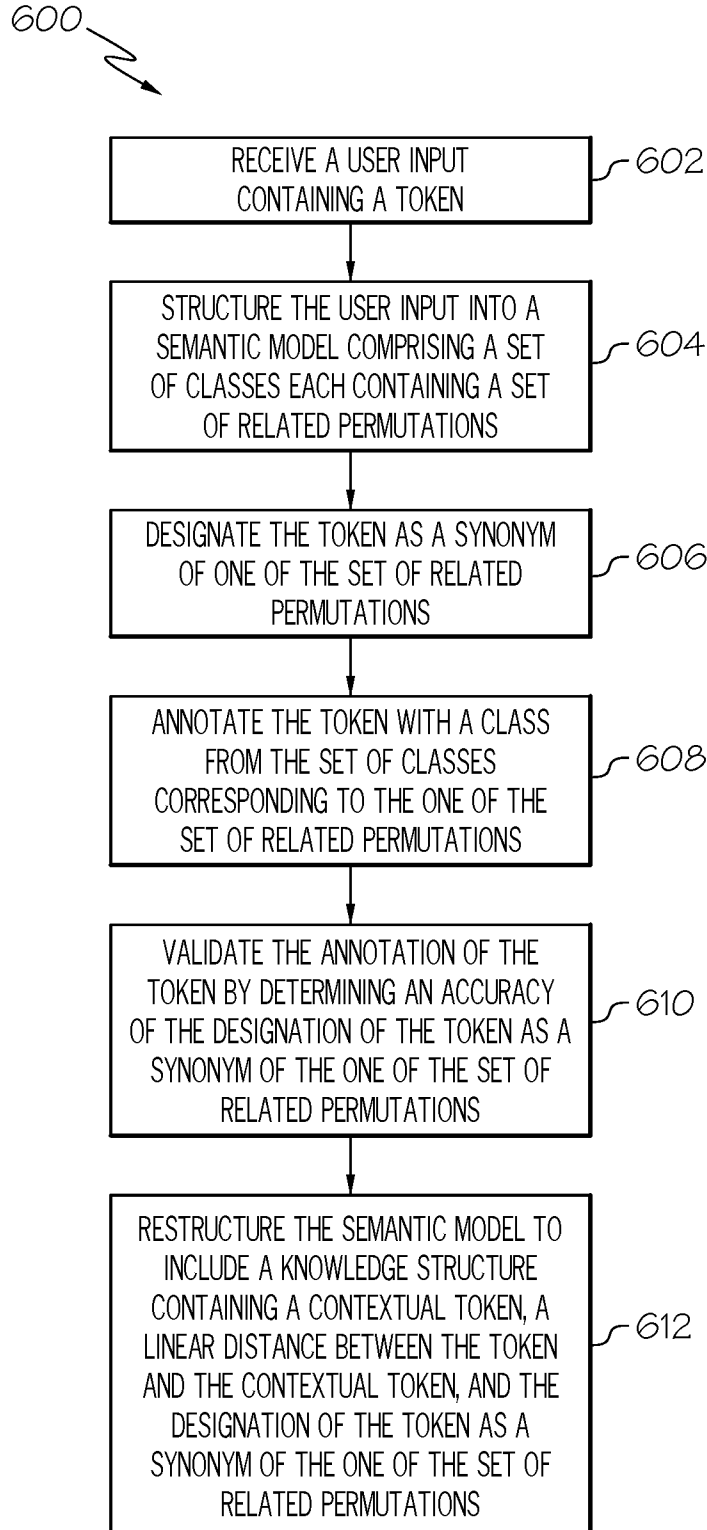 600
RECEIVE A USER INPUT
CONTAINING A TOKEN
602
STRUCTURE THE USER INPUT INTO A
SEMANTIC MODEL COMPRISING A SET
OF CLASSES EACH CONTAINING A SET
OF RELATED PERMUTATIONS
604
DESIGNATE THE TOKEN AS A SYNONYM
OF ONE OF THE SET OF RELATED
PERMUTATIONS
606
ANNOTATE THE TOKEN WITH A CLASS
FROM THE SET OF CLASSES
CORRESPONDING TO THE ONE OF THE
SET OF RELATED PERMUTATIONS
608
VALIDATE THE ANNOTATION OF THE
TOKEN BY DETERMINING AN ACCURACY
OF THE DESIGNATION OF THE TOKEN AS A
SYNONYM OF THE ONE OF THE SET OF
RELATED PERMUTATIONS
610
RESTRUCTURE THE SEMANTIC MODEL TO
INCLUDE A KNOWLEDGE STRUCTURE
CONTAINING A CONTEXTUAL TOKEN, A
LINEAR DISTANCE BETWEEN THE TOKEN
AND THE CONTEXTUAL TOKEN, AND THE
DESIGNATION OF THE TOKEN AS A
SYNONYM OF THE ONE OF THE SET OF
RELATED PERMUTATIONS
612